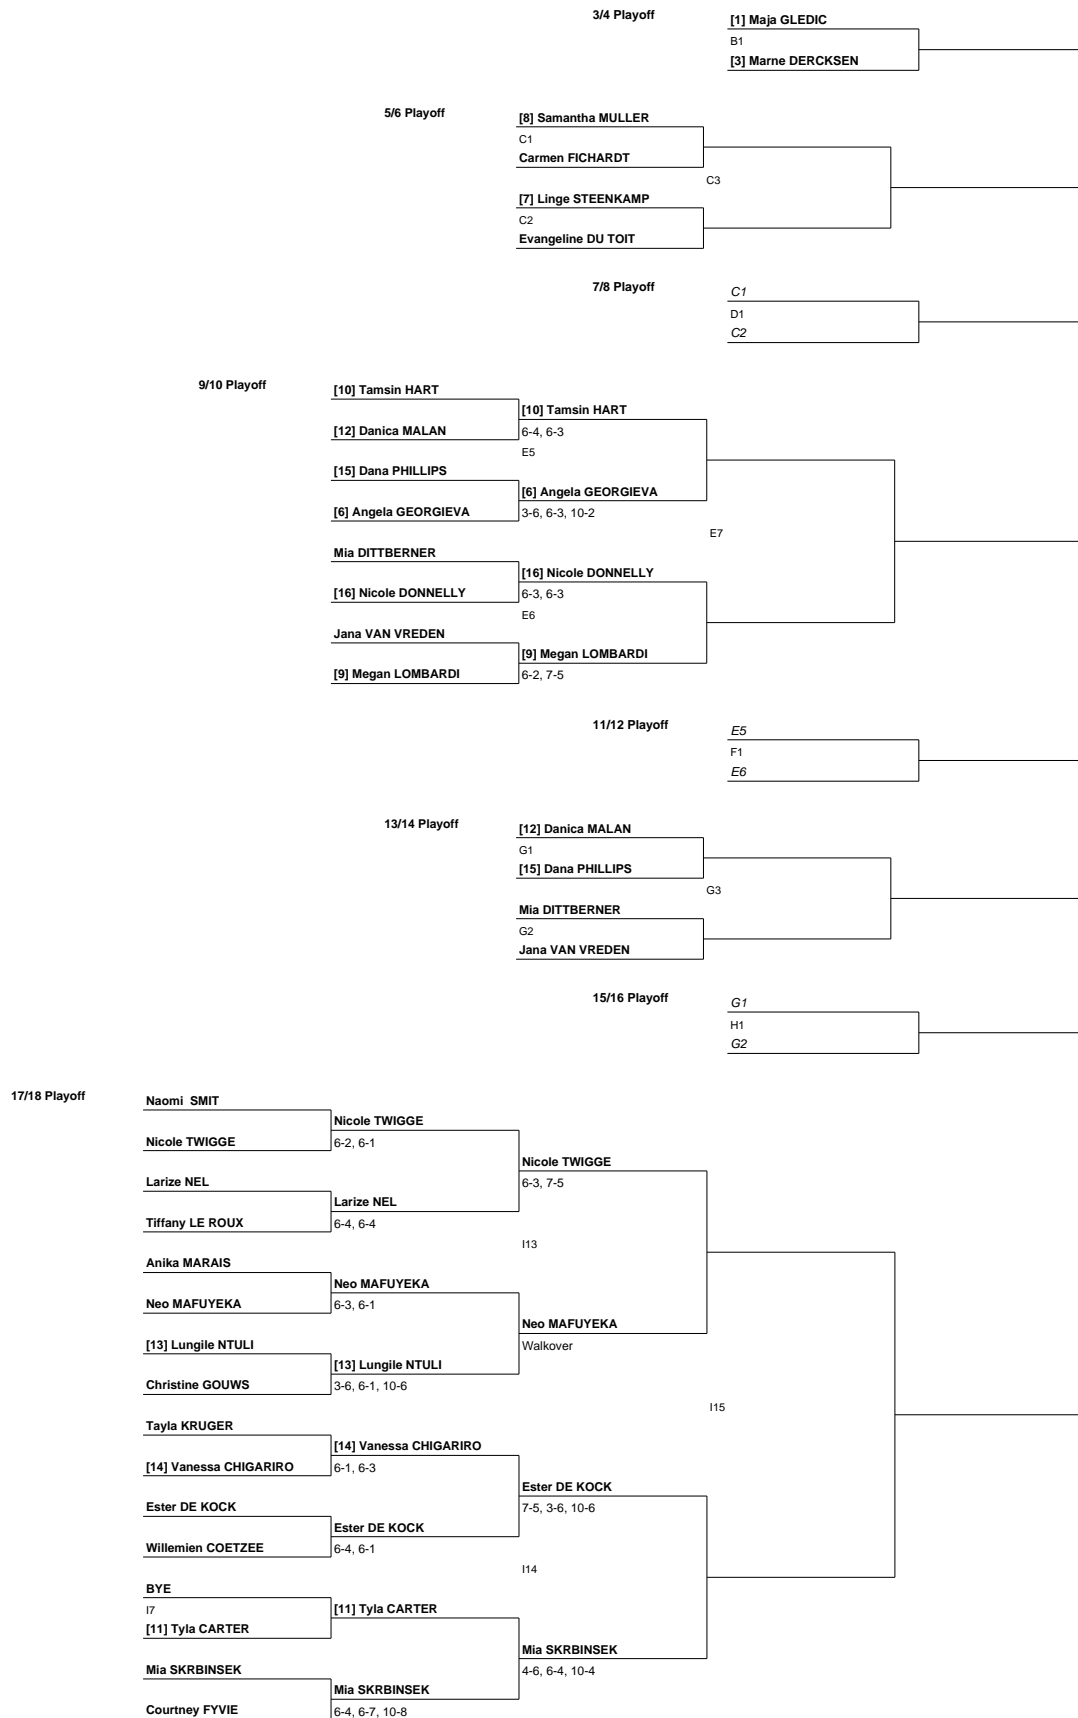 3/4 Playoff
[1] Maja GLEDIC
B1
[3] Marne DERCKSEN
5/6 Playoff
[8] Samantha MULLER
C1
Carmen FICHARDT
C3
[7] Linge STEENKAMP
C2
Evangeline DU TOIT
7/8 Playoff
C1
D1
C2
9/10 Playoff
[10] Tamsin HART
[10] Tamsin HART
[12] Danica MALAN
6-4, 6-3
E5
[15] Dana PHILLIPS
[6] Angela GEORGIEVA
[6] Angela GEORGIEVA
3-6, 6-3, 10-2
E7
Mia DITTBERNER
[16] Nicole DONNELLY
[16] Nicole DONNELLY
6-3, 6-3
E6
Jana VAN VREDEN
[9] Megan LOMBARDI
[9] Megan LOMBARDI
6-2, 7-5
11/12 Playoff
E5
F1
E6
13/14 Playoff
[12] Danica MALAN
G1
[15] Dana PHILLIPS
G3
Mia DITTBERNER
G2
Jana VAN VREDEN
15/16 Playoff
G1
H1
G2
17/18 Playoff
Naomi SMIT
Nicole TWIGGE
Nicole TWIGGE
6-2, 6-1
Nicole TWIGGE
6-3, 7-5
Larize NEL
Larize NEL
Tiffany LE ROUX
6-4, 6-4
I13
Anika MARAIS
Neo MAFUYEKA
Neo MAFUYEKA
6-3, 6-1
Neo MAFUYEKA
Walkover
[13] Lungile NTULI
[13] Lungile NTULI
Christine GOUWS
3-6, 6-1, 10-6
I15
Tayla KRUGER
[14] Vanessa CHIGARIRO
[14] Vanessa CHIGARIRO
6-1, 6-3
Ester DE KOCK
7-5, 3-6, 10-6
Ester DE KOCK
Ester DE KOCK
Willemien COETZEE
6-4, 6-1
I14
BYE
I7
[11] Tyla CARTER
[11] Tyla CARTER
Mia SKRBINSEK
4-6, 6-4, 10-4
Mia SKRBINSEK
Mia SKRBINSEK
Courtney FYVIE
6-4, 6-7, 10-8